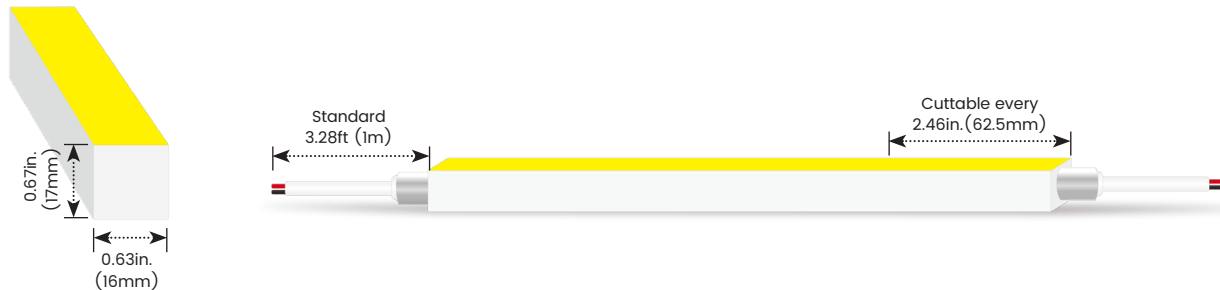 0.67in.
(17mm)
0.63in.
(16mm)
Standard
3.28ft (1m)
Cuttable every
2.46in.(62.5mm)